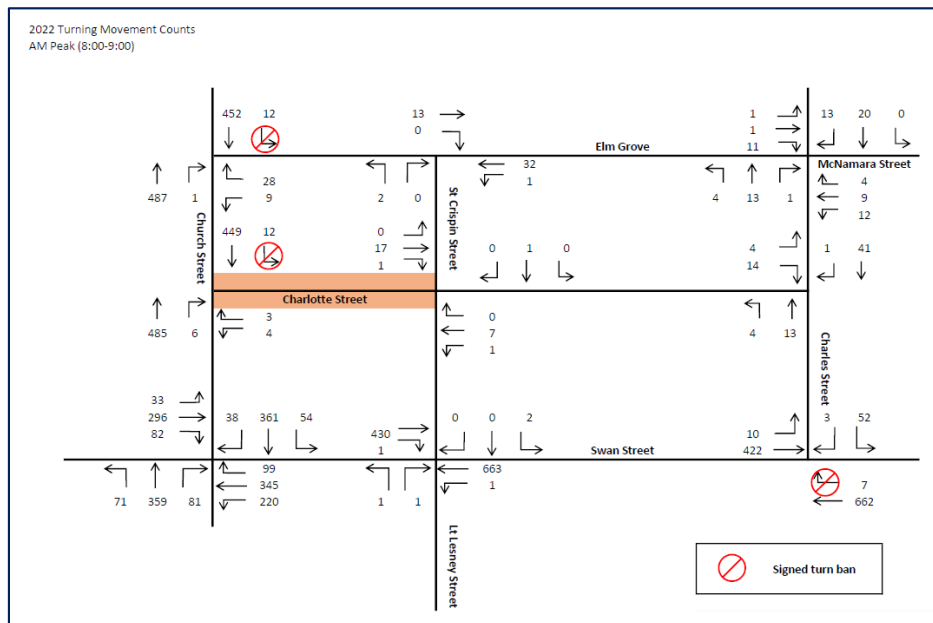 2022 Turning Movement Counts
AM Peak (8:00-9:00)
452 12
13
0
1
1
11
13 20 0
Elm Grove
McNamara Street
487 1
28
9
2 0
32
1
4 13 1
4
9
12
Church Street
St Crispin Street
449 12
0
17
1
0 1 0
4
14
1 41
Charlotte Street
485 6
3
4
0
7
1
4 13
Charles Street
33
296
82
38 361 54
430
1
0 0 2
10
422
3 52
Swan Street
71 359 81
99
345
220
1 1
663
1
7
662
Lt Lesney Street
Signed turn ban